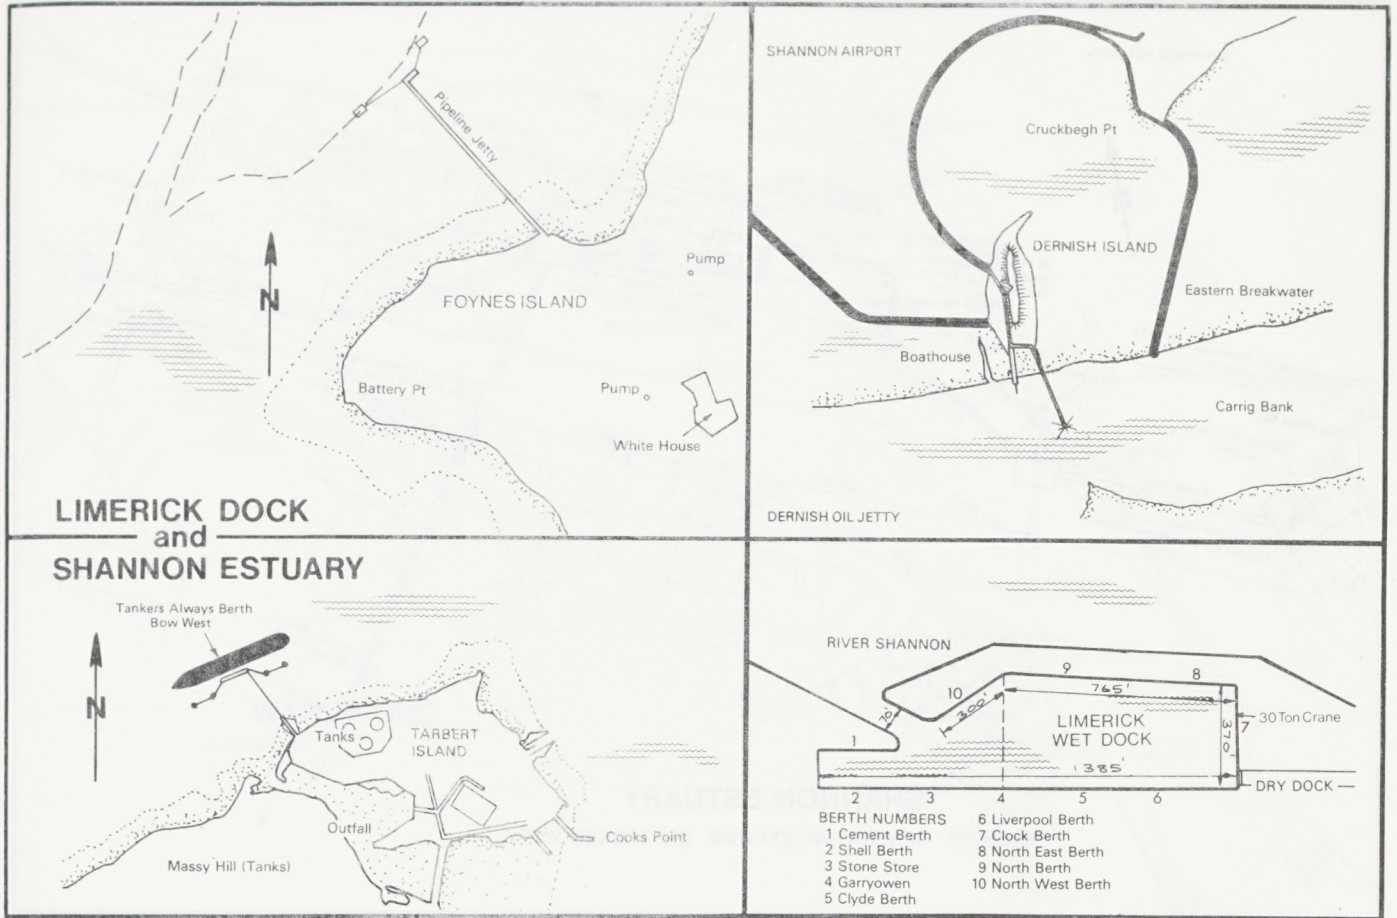 Pipeline Jetty
N
FOYNES ISLAND
Pump
Battery Pt
Pump
White House
SHANNON AIRPORT
Cruckbegh Pt
DERNISH ISLAND
Eastern Breakwater
Boathouse
Carrig Bank
DERNISH OIL JETTY
LIMERICK DOCK
and
SHANNON ESTUARY
Tankers Always Berth
Bow West
N
Tanks
TARBERT
ISLAND
Outfall
Cooks Point
Massy Hill (Tanks)
RIVER SHANNON
9
8
10
765'
300'
70'
LIMERICK
WET DOCK
7
30 Ton Crane
370'
1
1385'
DRY DOCK
2
3
4
5
6
BERTH NUMBERS
1 Cement Berth
2 Shell Berth
3 Stone Store
4 Garryowen
5 Clyde Berth
6 Liverpool Berth
7 Clock Berth
8 North East Berth
9 North Berth
10 North West Berth